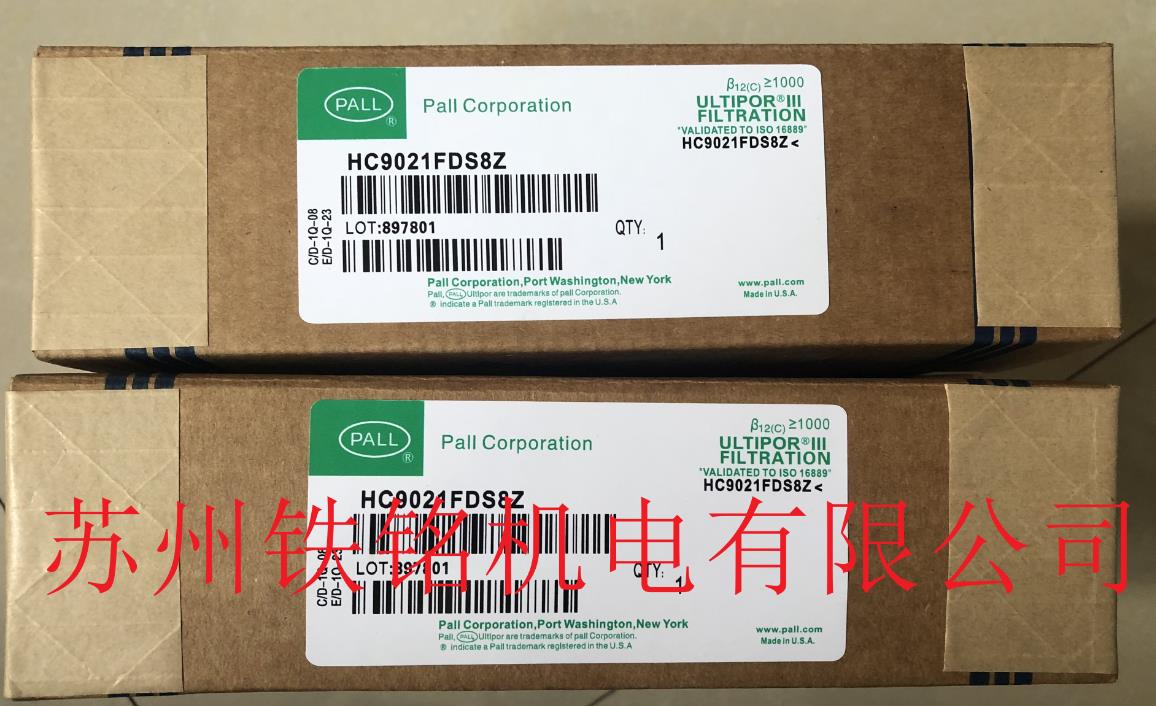 PALL
®
Pall Corporation
β12(C) ≥1000
ULTIPOR®III
FILTRATION
"VALIDATED TO ISO 16889"
HC9021FDS8Z<
HC9021FDS8Z
C/D-1Q-08
E/D-1Q-23
LOT:897801
QTY: 1
Pall Corporation,Port Washington,New York
Pall, PALL Ultipor are trademarks of pall Corporation.
® indicate a Pall trademark registered in the U.S.A
www.pall.com
Made in U.S.A.
PALL
®
Pall Corporation
β12(C) ≥1000
ULTIPOR®III
FILTRATION
"VALIDATED TO ISO 16889"
HC9021FDS8Z<
HC9021FDS8Z
苏州铁铭机电有限公司
C/D-1Q-08
E/D-1Q-23
LOT:897801
QTY: 1
Pall Corporation,Port Washington,New York
Pall, PALL Ultipor are trademarks of pall Corporation.
® indicate a Pall trademark registered in the U.S.A
www.pall.com
Made in U.S.A.